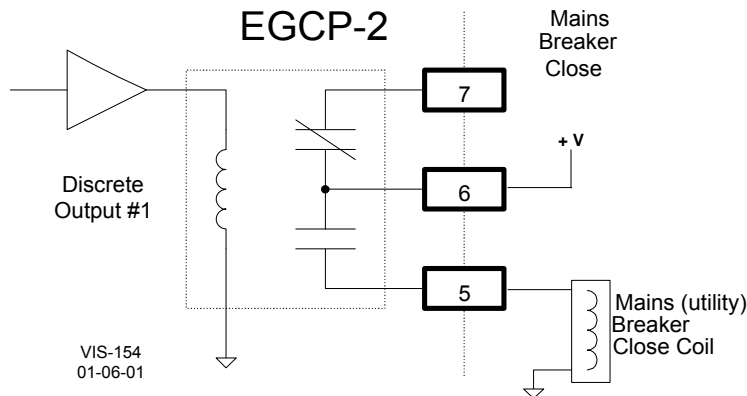 EGCP-2
Mains
Breaker
Close
7
+ V
6
Discrete
Output #1
5
Mains (utility)
Breaker
Close Coil
VIS-154
01-06-01